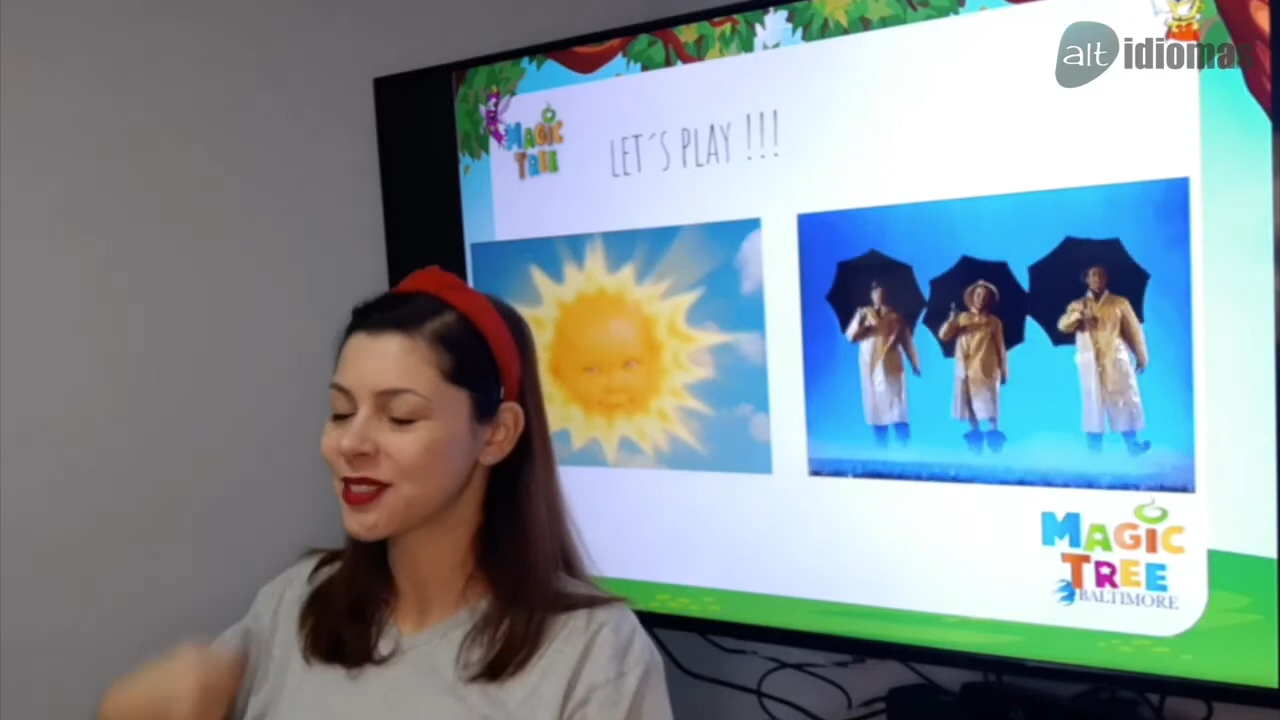 alt idiomas
MAGIC
TREE
LET´S PLAY !!!
MAGIC
TREE
BALTIMORE